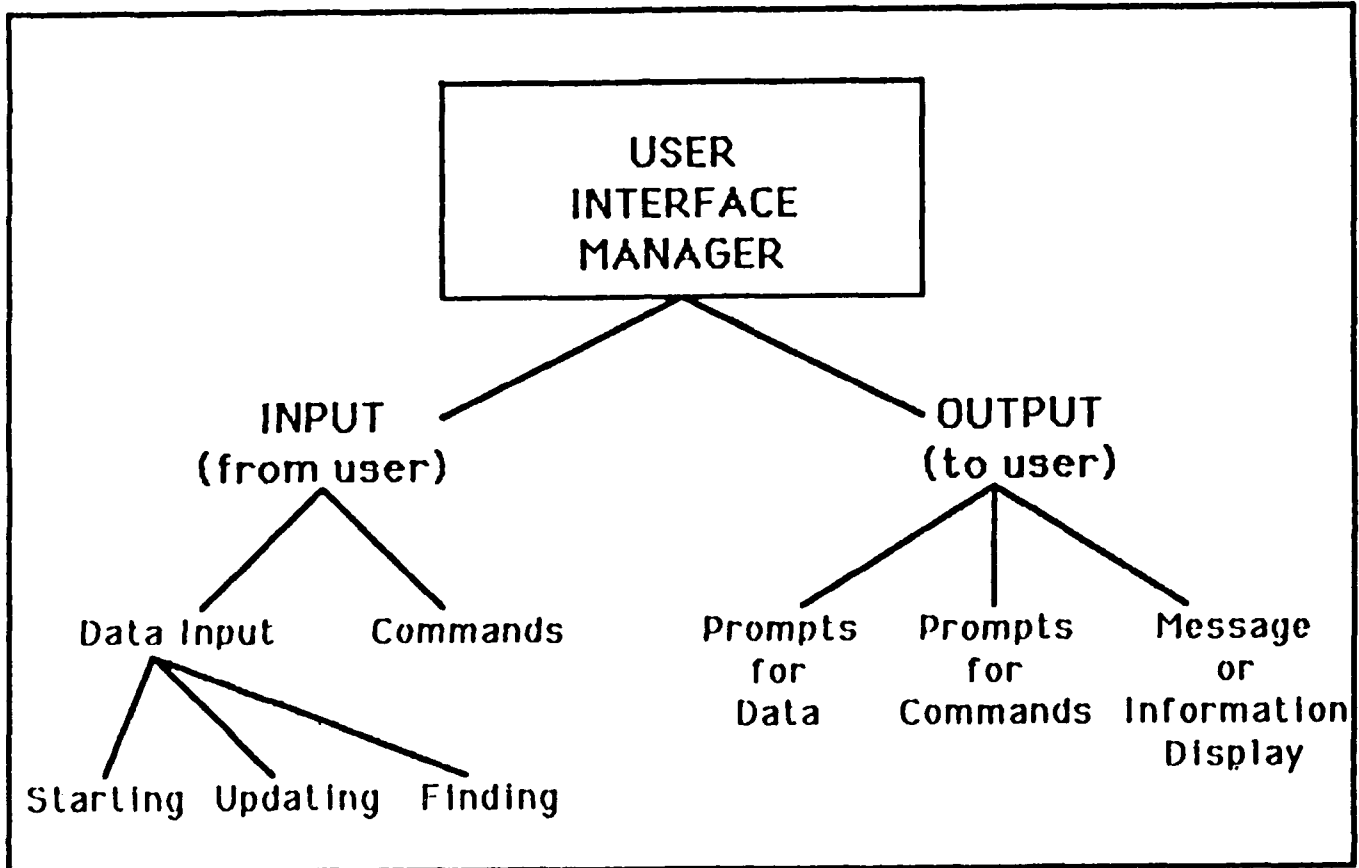 USER
INTERFACE
MANAGER
INPUT
(from user)
OUTPUT
(to user)
Data Input
Commands
Prompts
for
Data
Prompts
for
Commands
Message
or
Information
Display
Starting
Updating
Finding